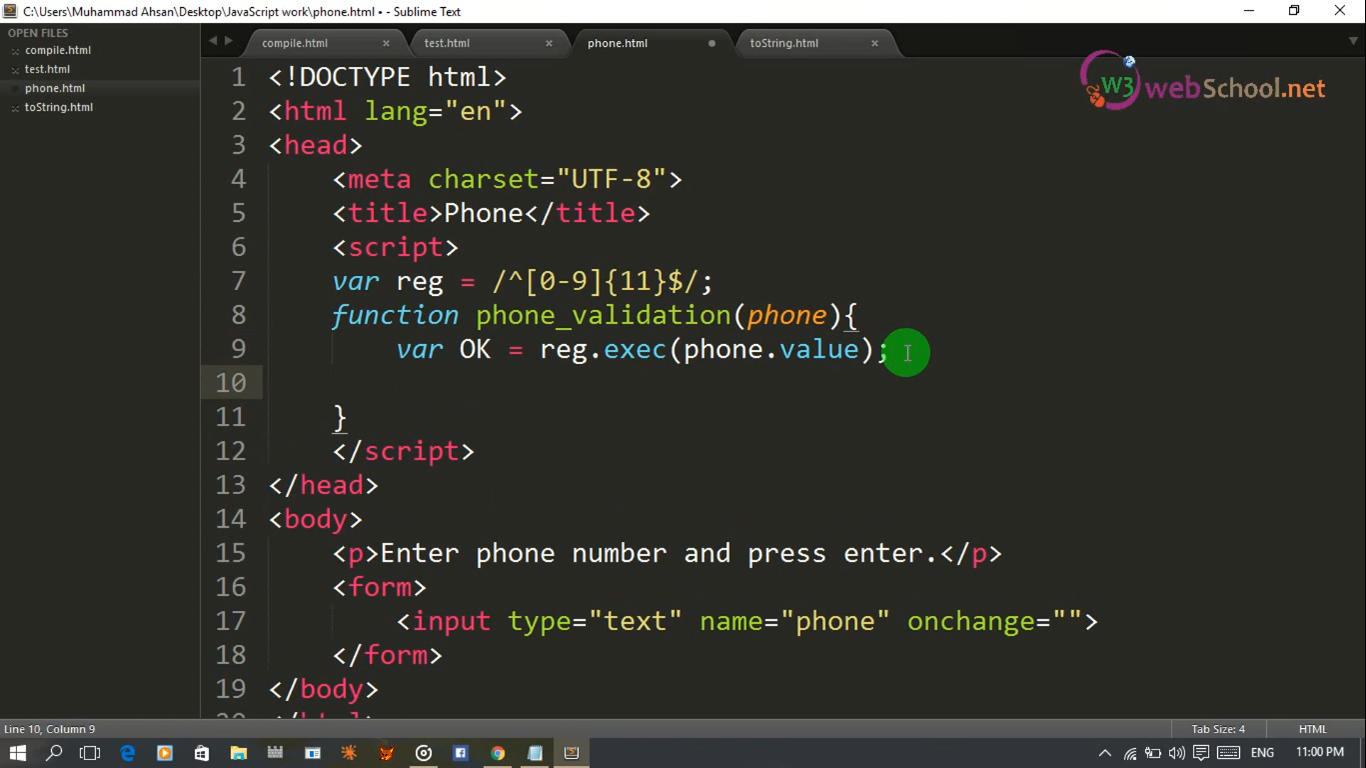 C:\Users\Muhammad Ahsan\Desktop\JavaScript work\phone.html • - Sublime Text
OPEN FILES
compile.html
test.html
phone.html
toString.html
compile.html × test.html × phone.html toString.html ×
W3 webSchool.net
1 <!DOCTYPE html>
2 <html lang="en">
3 <head>
4 <meta charset="UTF-8">
5 <title>Phone</title>
6 <script>
7 var reg = /^[0-9]{11}$/;
8 function phone_validation(phone){
9 var OK = reg.exec(phone.value);
10
11 }
12 </script>
13 </head>
14 <body>
15 <p>Enter phone number and press enter.</p>
16 <form>
17 <input type="text" name="phone" onchange="">
18 </form>
19 </body>
Line 10, Column 9 Tab Size: 4 HTML
ENG 11:00 PM